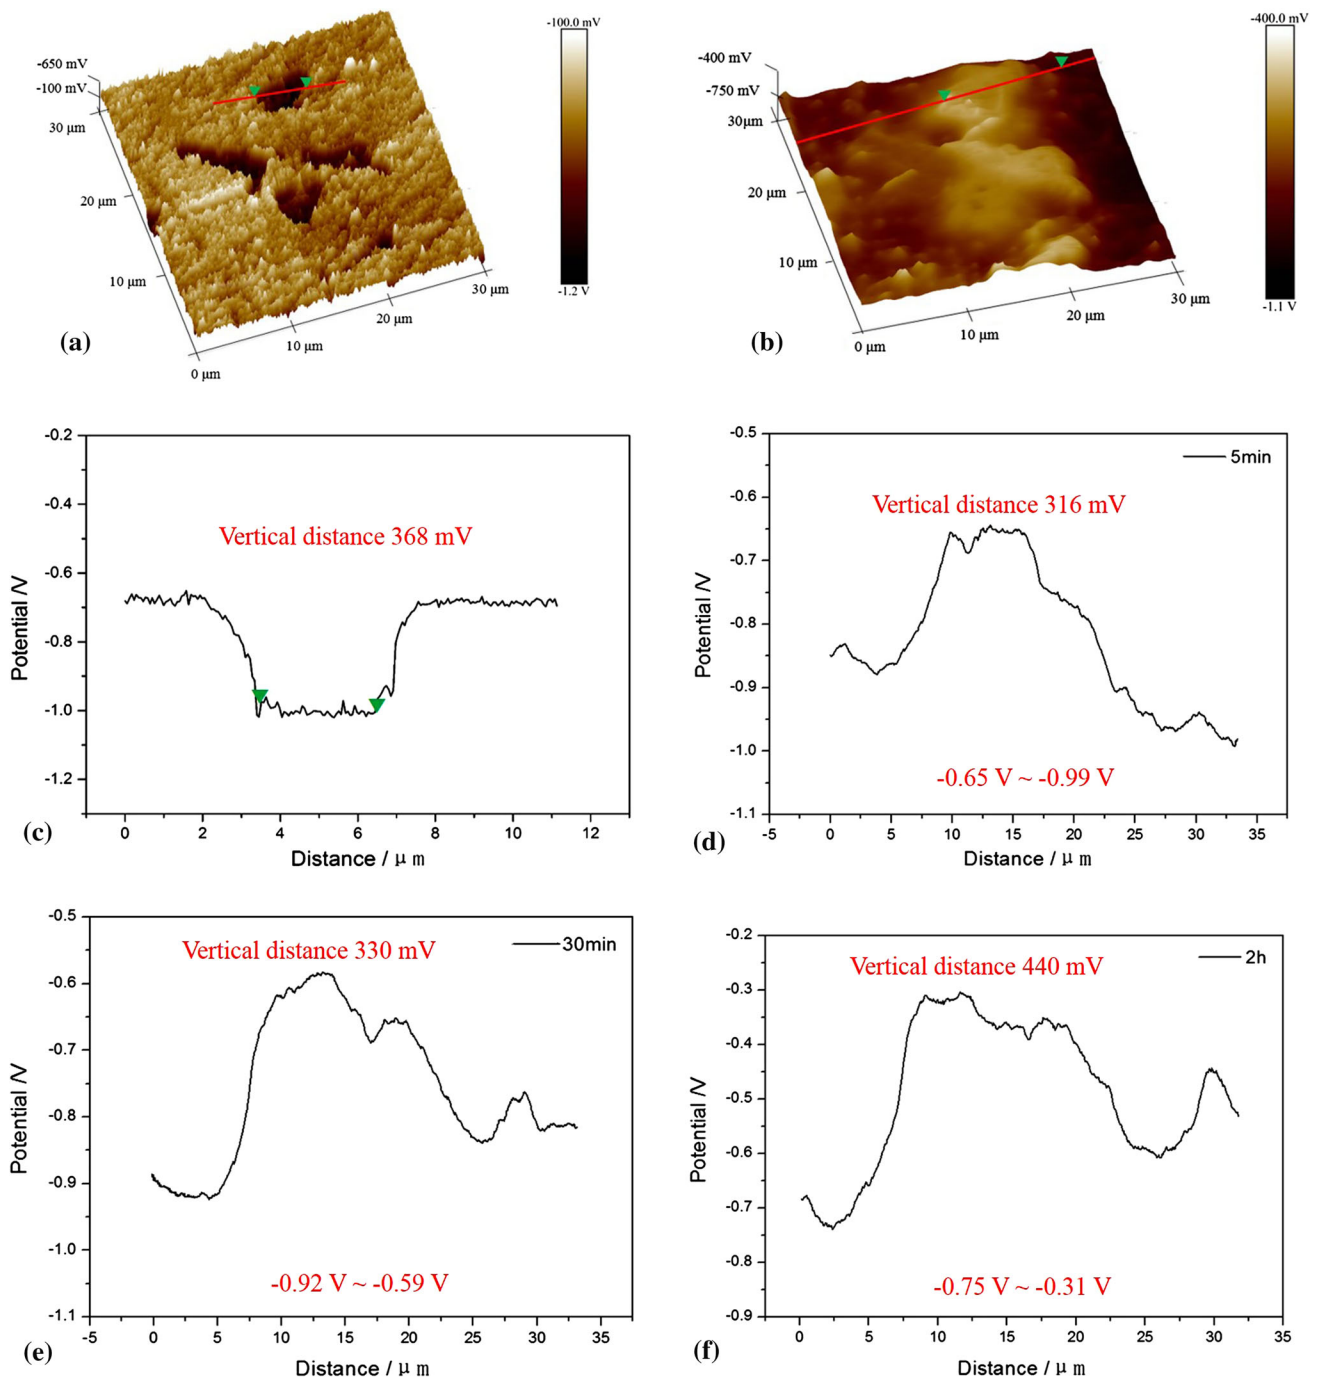 -650 mV
-100 mV
30 μm
20 μm
10 μm
0 μm
10 μm
20 μm
30 μm
-100.0 mV
-1.2 V
(a)
-400 mV
-750 mV
30μm
20 μm
10 μm
0 μm
10 μm
20 μm
30 μm
-400.0 mV
-1.1 V
(b)
-0.2
-0.4
-0.6
-0.8
-1.0
-1.2
Potential /V
Vertical distance 368 mV
0 2 4 6 8 10 12
Distance / μm
(c)
-0.5
-0.6
-0.7
-0.8
-0.9
-1.0
-1.1
Potential /V
5min
Vertical distance 316 mV
-0.65 V ~ -0.99 V
-5 0 5 10 15 20 25 30 35
Distance / μm
(d)
-0.5
-0.6
-0.7
-0.8
-0.9
-1.0
-1.1
Potential /V
30min
Vertical distance 330 mV
-0.92 V ~ -0.59 V
-5 0 5 10 15 20 25 30 35
Distance / μm
(e)
-0.2
-0.3
-0.4
-0.5
-0.6
-0.7
-0.8
-0.9
Potential /V
2h
Vertical distance 440 mV
-0.75 V ~ -0.31 V
0 5 10 15 20 25 30 35
Distance / μm
(f)